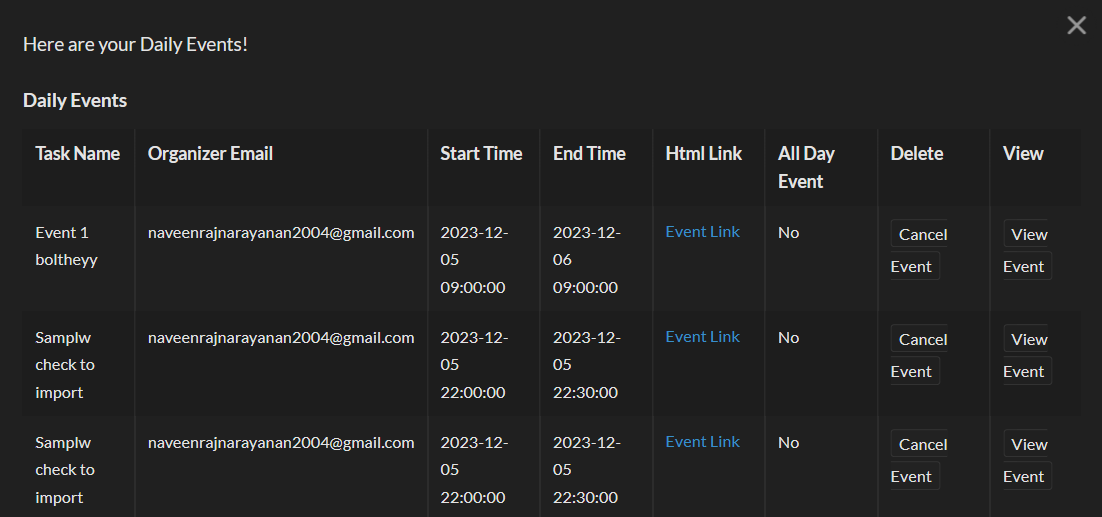 Here are your Daily Events!
Daily Events
Task Name Organizer Email Start Time End Time Html Link All Day Event Delete View
Event 1 boltheyy naveenrajnarayanan2004@gmail.com 2023-12-05 09:00:00 2023-12-06 09:00:00 Event Link No Cancel Event View Event
Samplw check to import naveenrajnarayanan2004@gmail.com 2023-12-05 22:00:00 2023-12-05 22:30:00 Event Link No Cancel Event View Event
Samplw check to import naveenrajnarayanan2004@gmail.com 2023-12-05 22:00:00 2023-12-05 22:30:00 Event Link No Cancel Event View Event